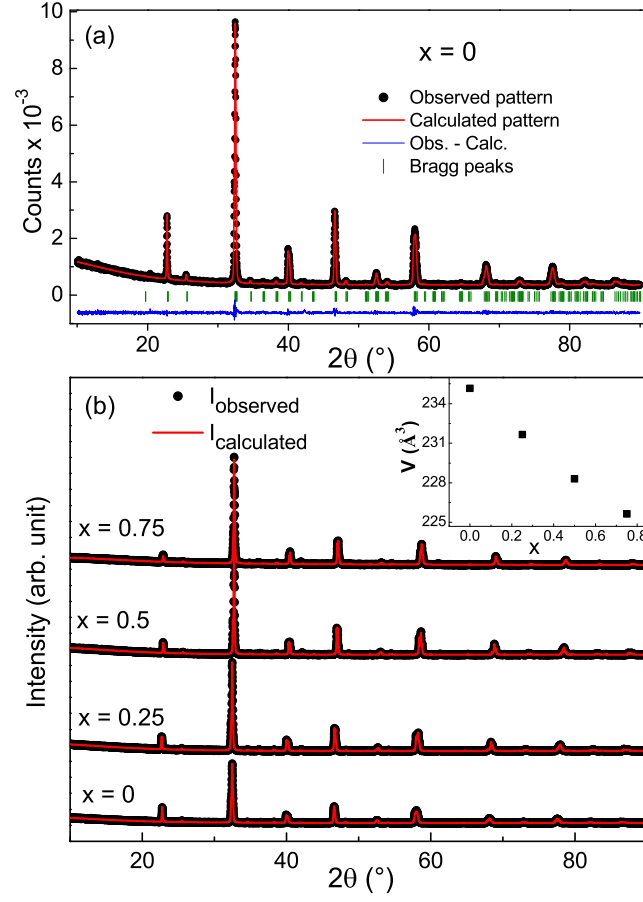 10
(a)
x = 0
8
Observed pattern
Calculated pattern
Obs. - Calc.
Bragg peaks
6
4
2
0
Counts x 10⁻³
20 40 60 80
2θ (°)
(b)
I_observed
I_calculated
x = 0.75
x = 0.5
x = 0.25
x = 0
Intensity (arb. unit)
234
231
228
225
V (Å³)
0.0 0.2 0.4 0.6 0.8
x
20 40 60 80
2θ (°)